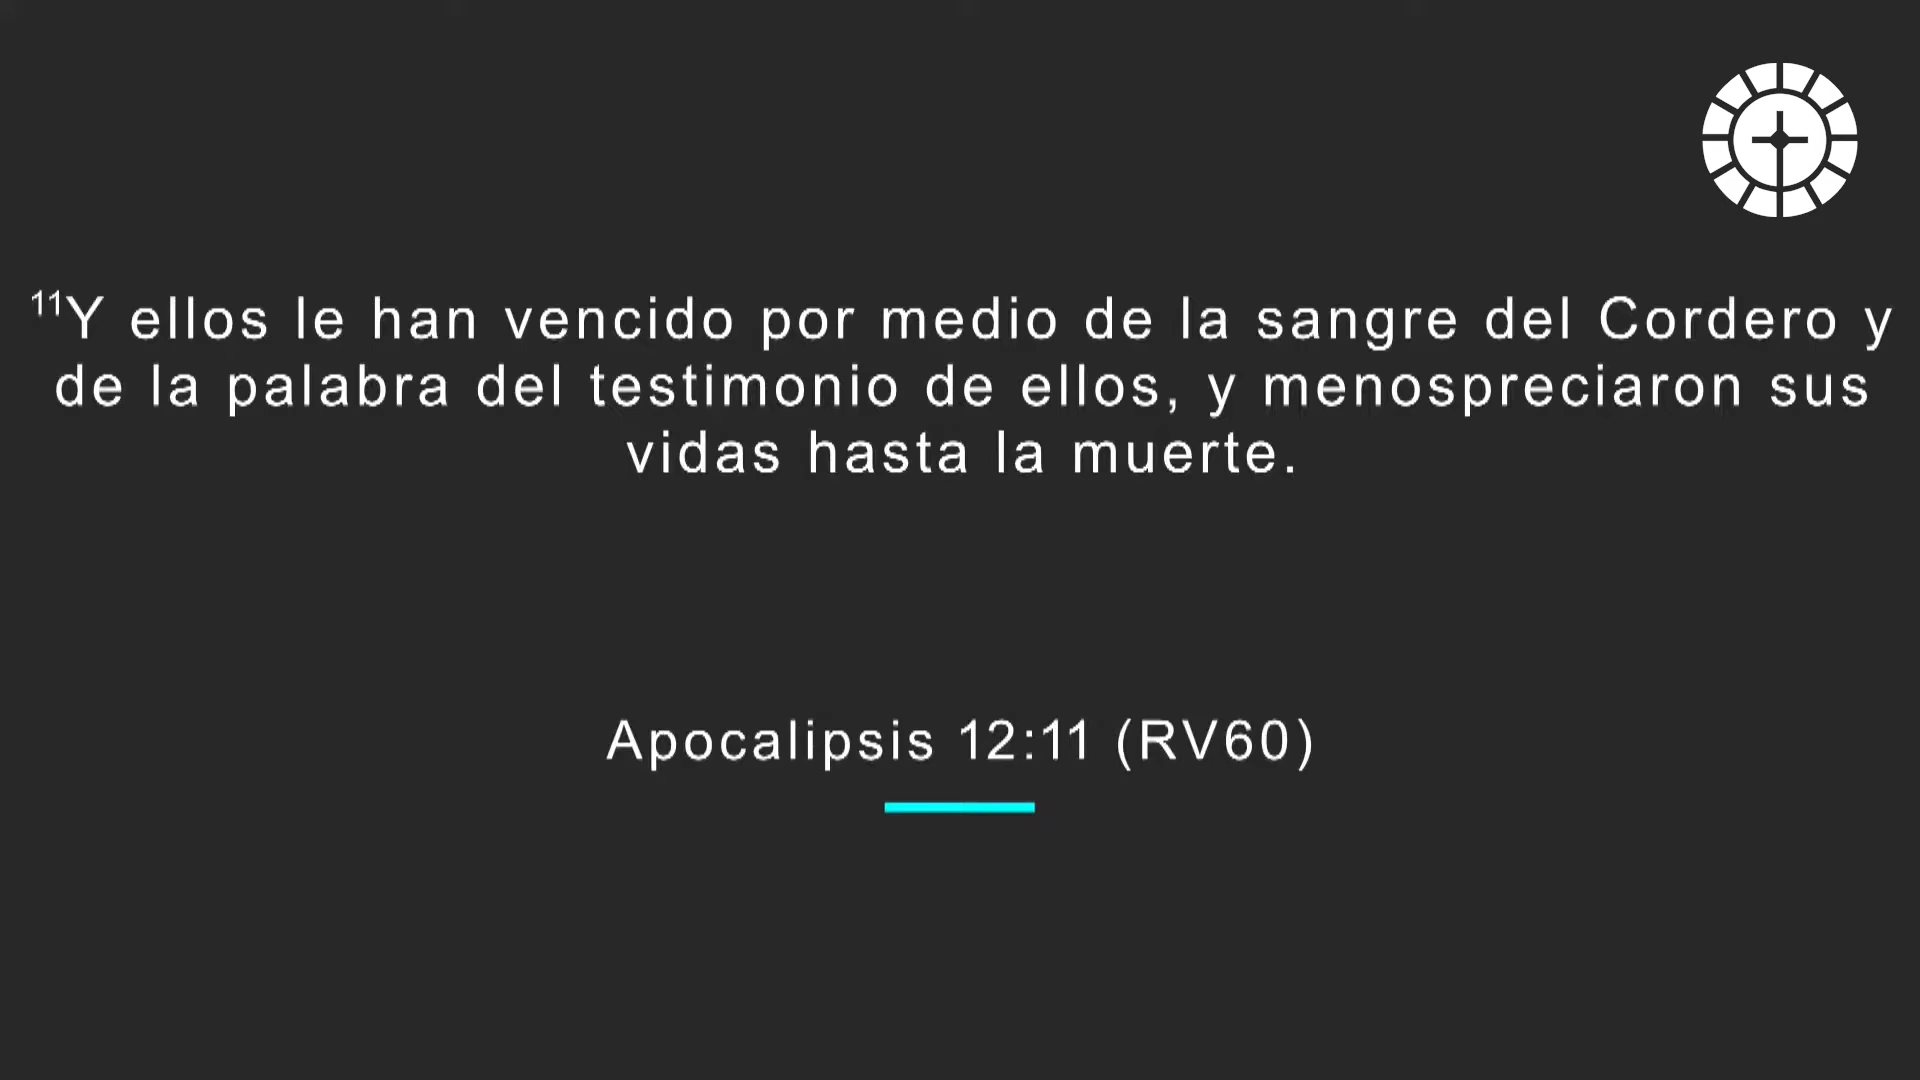 ¹¹Y ellos le han vencido por medio de la sangre del Cordero y
de la palabra del testimonio de ellos, y menospreciaron sus
vidas hasta la muerte.
Apocalipsis 12:11 (RV60)